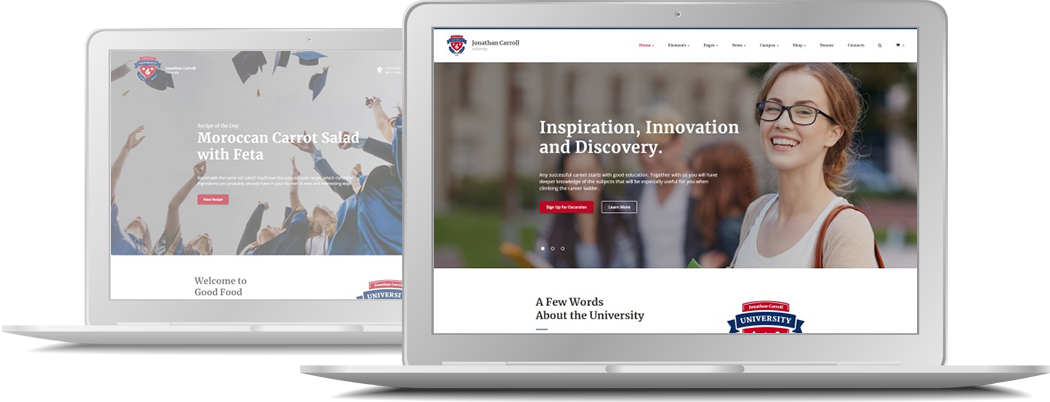 Jonathan Carroll
University
Recipe of the Day
Moroccan Carrot Salad
with Feta
View Recipe
Welcome to
Good Food
UNIVERSITY
Jonathan Carroll
University
Home
Elements
Pages
News
Campus
Shop
Donate
Contacts
Inspiration, Innovation
and Discovery.
Any successful career starts with good education. Together with us you will have
deeper knowledge of the subjects that will be especially useful for you when
climbing the career ladder.
Sign Up for Excursion
Learn More
A Few Words
About the University
Jonathan Carroll
UNIVERSITY